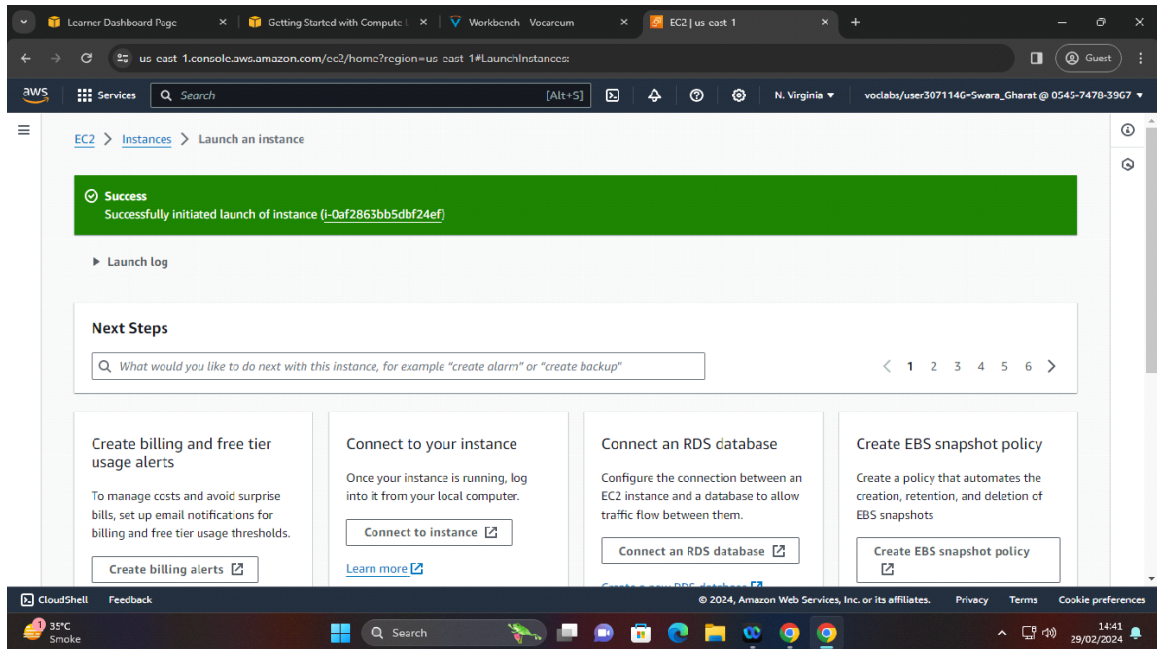 Learner Dashboard Page
Getting Started with Compute
Workbench - Vocareum
EC2 | us-east-1
us-east-1.console.aws.amazon.com/ec2/home?region=us-east-1#LaunchInstances:
Guest
aws
Services
Search
[Alt+S]
N. Virginia
voclabs/user3071146=Swara_Gharat @ 0545-7478-3967
EC2 > Instances > Launch an instance
Success
Successfully initiated launch of instance (i-0af2863bb5dbf24ef)
Launch log
Next Steps
What would you like to do next with this instance, for example "create alarm" or "create backup"
1 2 3 4 5 6
Create billing and free tier
usage alerts
To manage costs and avoid surprise
bills, set up email notifications for
billing and free tier usage thresholds.
Create billing alerts
Connect to your instance
Once your instance is running, log
into it from your local computer.
Connect to instance
Learn more
Connect an RDS database
Configure the connection between an
EC2 instance and a database to allow
traffic flow between them.
Connect an RDS database
Create a new RDS database
Create EBS snapshot policy
Create a policy that automates the
creation, retention, and deletion of
EBS snapshots
Create EBS snapshot policy
CloudShell
Feedback
© 2024, Amazon Web Services, Inc. or its affiliates.
Privacy
Terms
Cookie preferences
1
35°C
Smoke
Search
14:41
29/02/2024